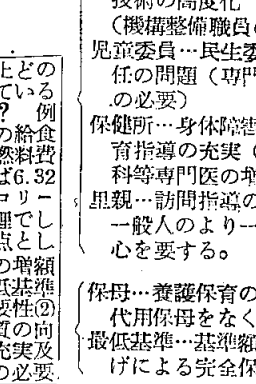 技術の高度化
（機構整備職員
児童委員…民生委
任の問題（専門
の必要）
保健所…身体障害
育指導の充実（
科等専門医の増
里親…訪問指導の
一般人のより一
心を要する。
保母…養護保育の
代用保母をなく
最低基準…基準額
げによる完全保
上どの
ている
？　例
の給食
燃料費
ば6.32
ロリー
理でし
点とし
の増額
低基準
要性②
質の向
充実及
の必要